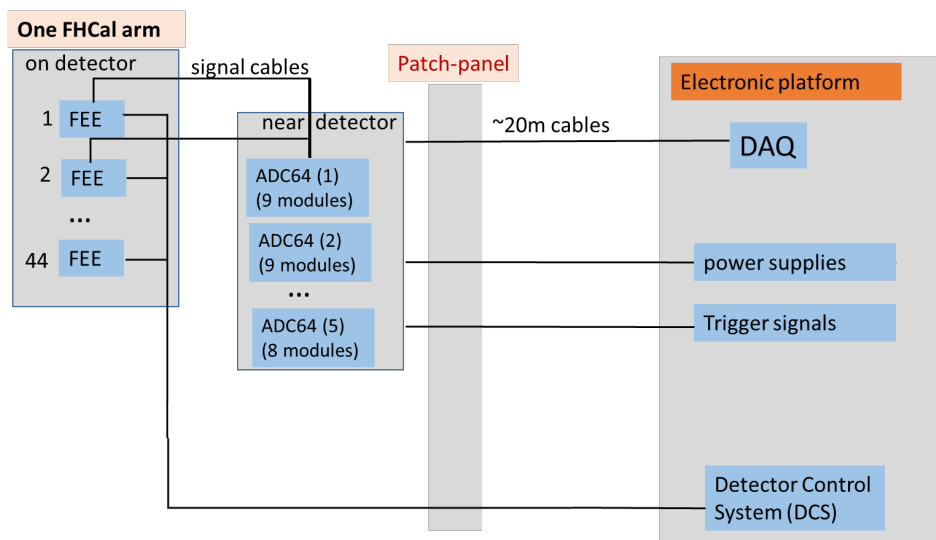 One FHCal arm
on detector
signal cables
1
FEE
2
FEE
...
44
FEE
near detector
ADC64 (1)
(9 modules)
ADC64 (2)
(9 modules)
...
ADC64 (5)
(8 modules)
Patch-panel
~20m cables
Electronic platform
DAQ
power supplies
Trigger signals
Detector Control
System (DCS)